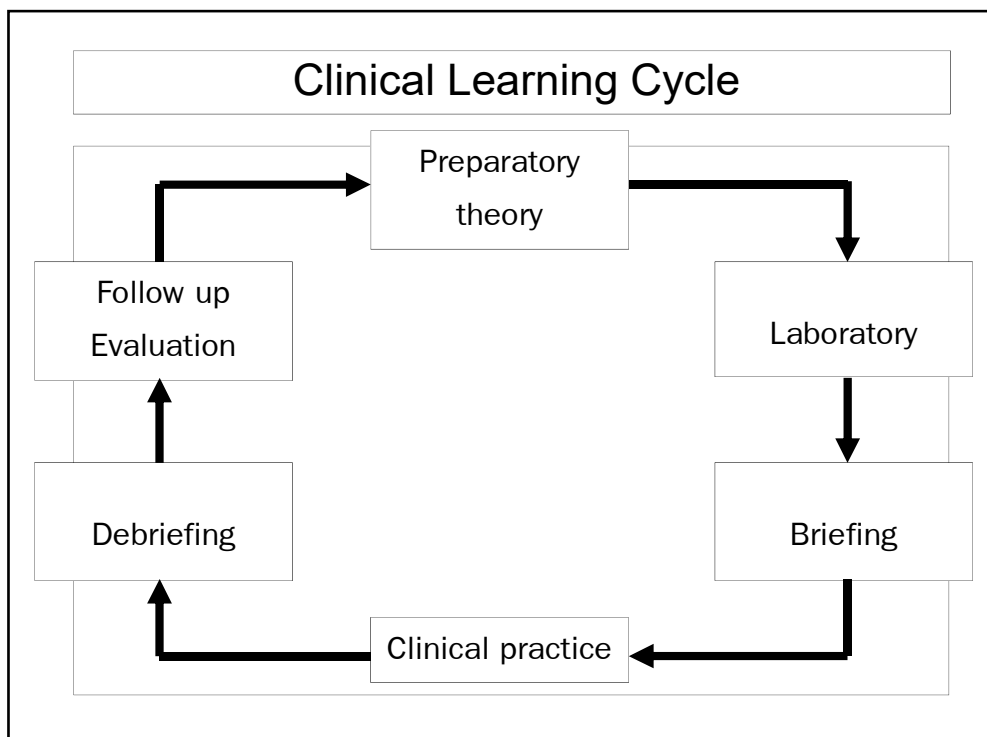 Clinical Learning Cycle
Preparatory
theory
Laboratory
Briefing
Clinical practice
Debriefing
Follow up
Evaluation